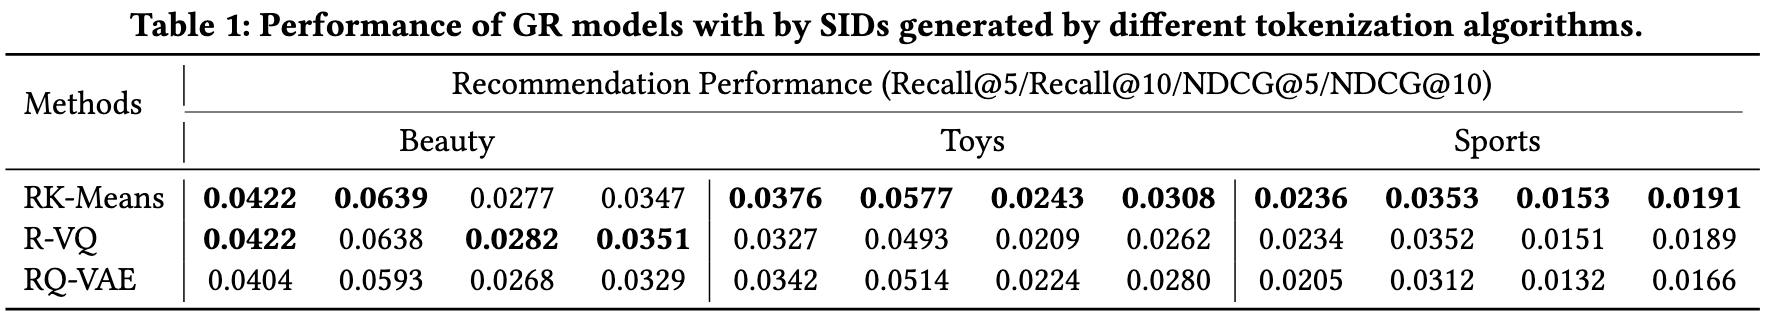 Table 1: Performance of GR models with by SIDs generated by different tokenization algorithms.
Methods
Recommendation Performance (Recall@5/Recall@10/NDCG@5/NDCG@10)
Beauty Toys Sports
RK-Means 0.0422 0.0639 0.0277 0.0347 0.0376 0.0577 0.0243 0.0308 0.0236 0.0353 0.0153 0.0191
R-VQ 0.0422 0.0638 0.0282 0.0351 0.0327 0.0493 0.0209 0.0262 0.0234 0.0352 0.0151 0.0189
RQ-VAE 0.0404 0.0593 0.0268 0.0329 0.0342 0.0514 0.0224 0.0280 0.0205 0.0312 0.0132 0.0166